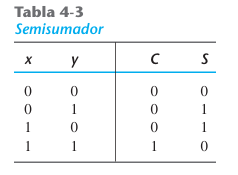 Tabla 4-3
Semisumador
x y C S
0 0 0 0
0 1 0 1
1 0 0 1
1 1 1 0